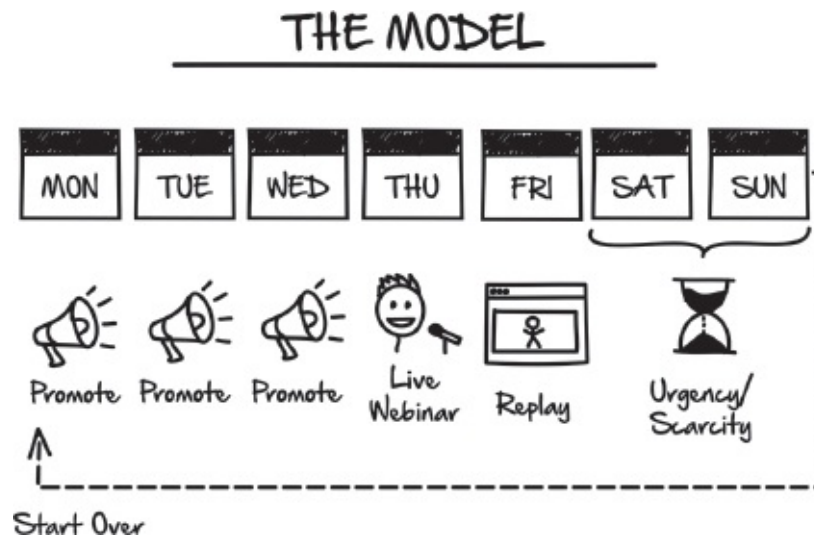 THE MODEL
MON TUE WED THU FRI SAT SUN
Promote Promote Promote Live Webinar Replay Urgency/ Scarcity
Start Over